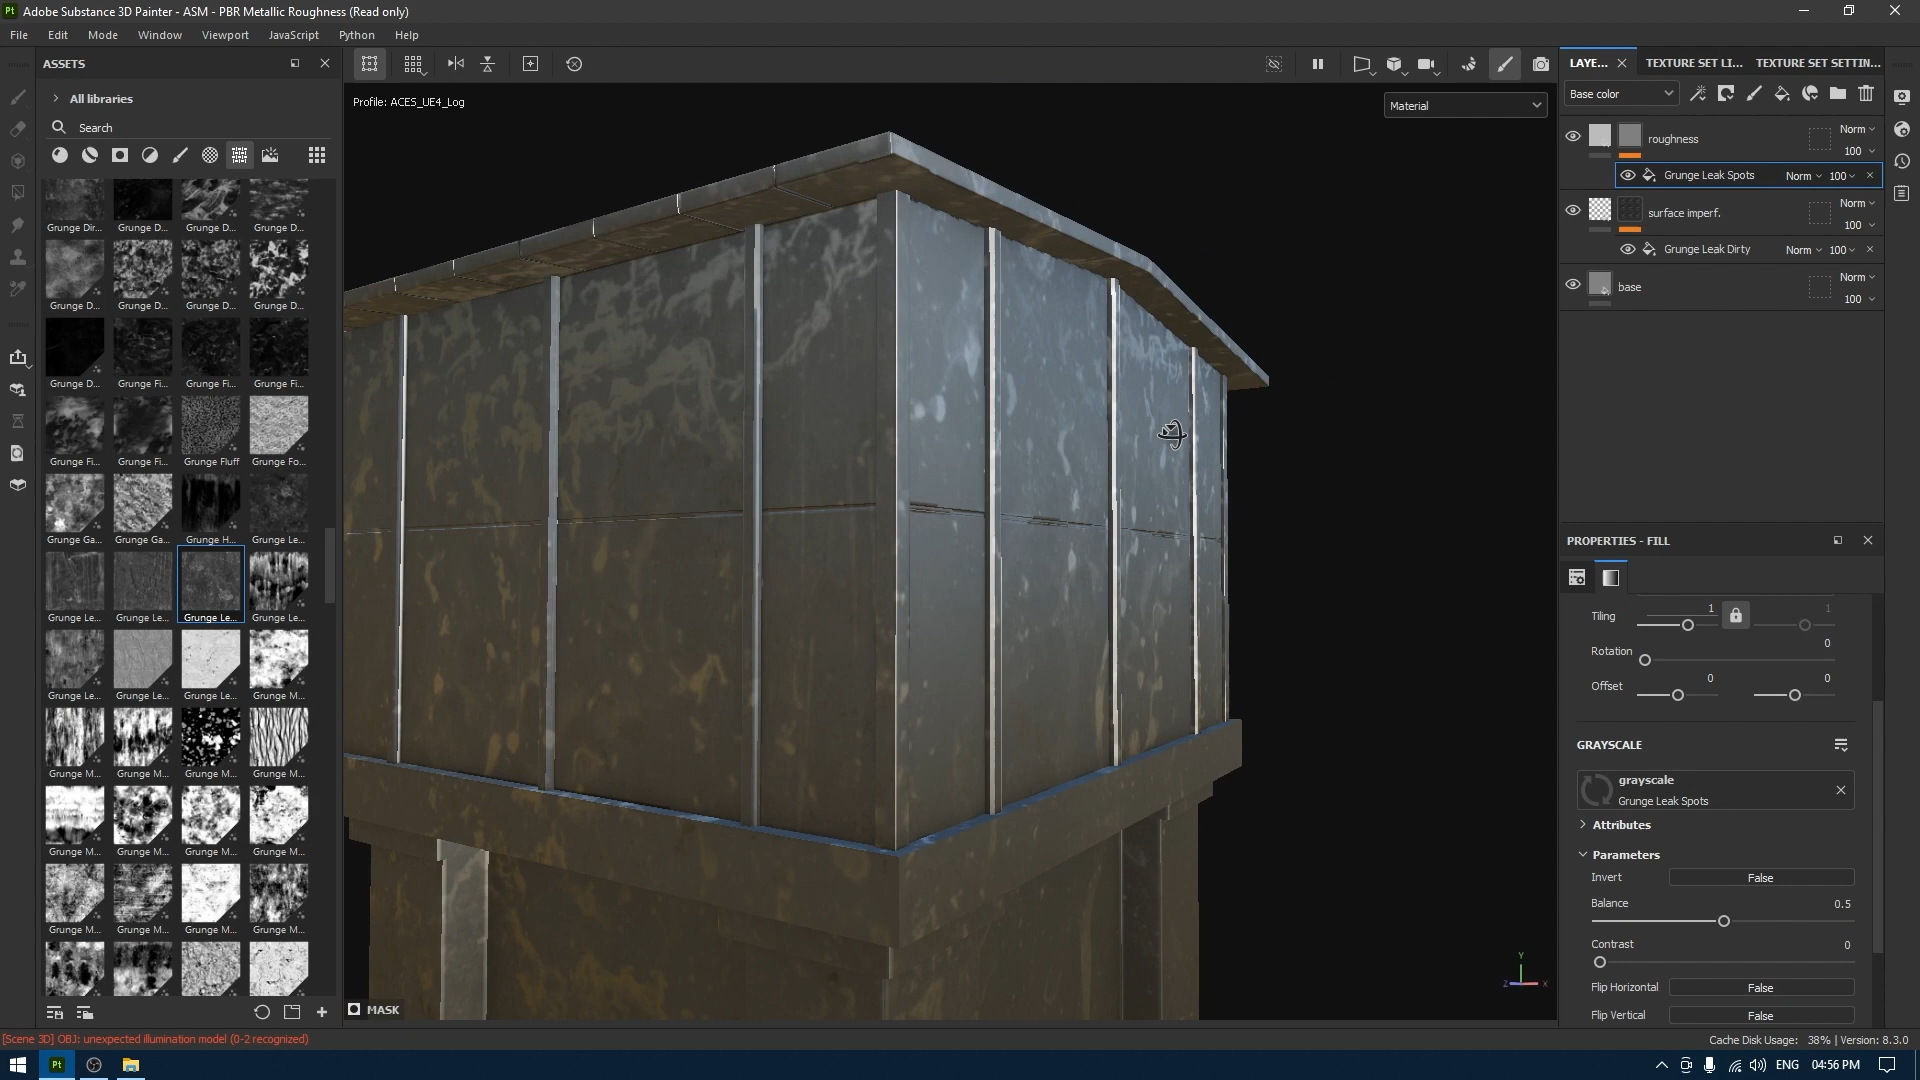 Adobe Substance 3D Painter - ASM - PBR Metallic Roughness (Read only)
File Edit Mode Window Viewport JavaScript Python Help
ASSETS
All libraries
Search
Grunge Dir... Grunge D... Grunge D... Grunge D...
Grunge D... Grunge D... Grunge D... Grunge D...
Grunge D... Grunge Fi... Grunge Fi... Grunge Fi...
Grunge Fi... Grunge Fi... Grunge Fluff Grunge Fo...
Grunge Ga... Grunge Ga... Grunge H... Grunge Le...
Grunge Le... Grunge Le... Grunge Le... Grunge Le...
Grunge Le... Grunge Le... Grunge Le... Grunge M...
Grunge M... Grunge M... Grunge M... Grunge M...
Grunge M... Grunge M... Grunge M... Grunge M...
Grunge M... Grunge M... Grunge M... Grunge M...
Profile: ACES_UE4_Log
Material
MASK
Y
Z X
LAYE... TEXTURE SET LI... TEXTURE SET SETTIN...
Base color
roughness Norm
100
Grunge Leak Spots Norm 100
surface imperf. Norm
100
Grunge Leak Dirty Norm 100
base Norm
100
PROPERTIES - FILL
Tiling 1 1
Rotation 0
Offset 0 0
GRAYSCALE
grayscale
Grunge Leak Spots
Attributes
Parameters
Invert False
Balance 0.5
Contrast 0
Flip Horizontal False
Flip Vertical False
[Scene 3D] OBJ: unexpected illumination model (0-2 recognized)
Cache Disk Usage: 38% | Version: 8.3.0
Pt
ENG 04:56 PM